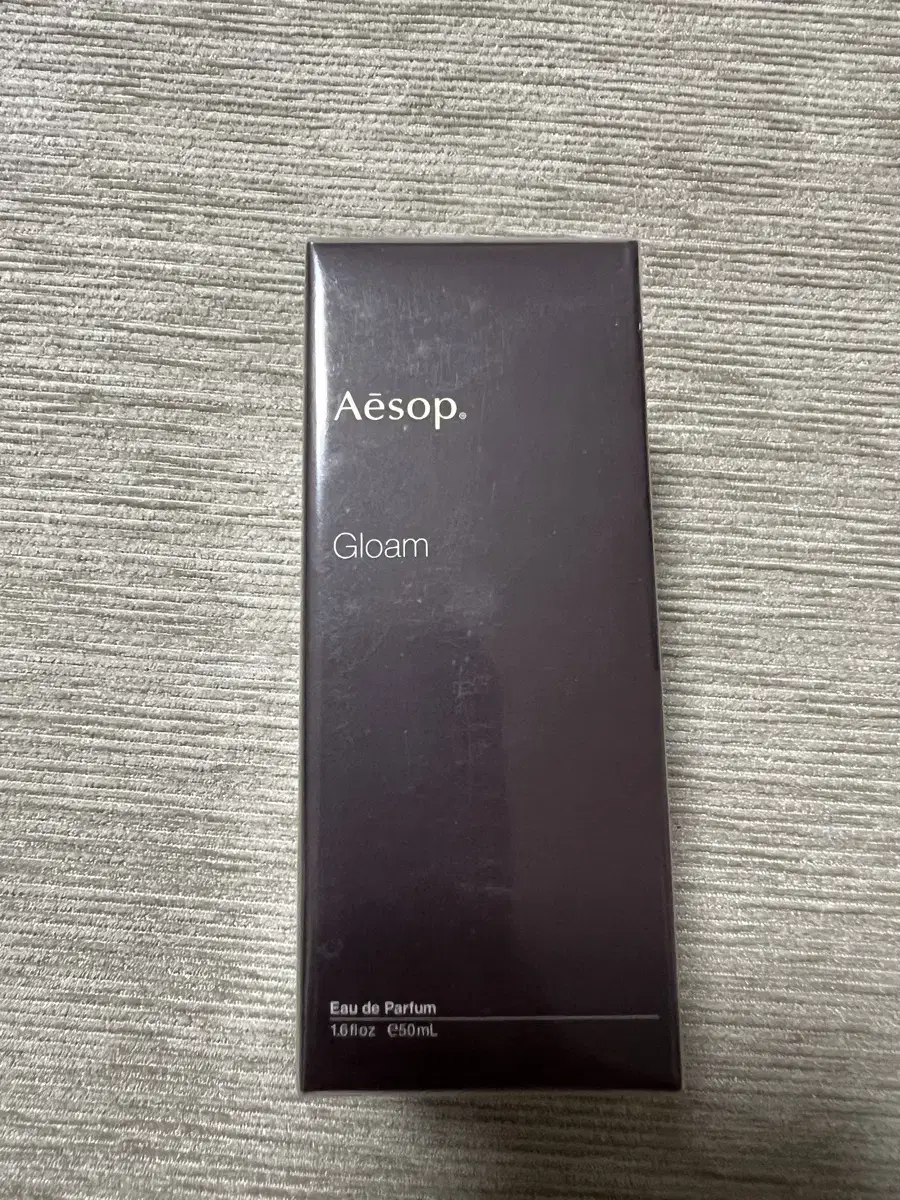 Aēsop®
Gloam
Eau de Parfum
1.6 fl oz ℮50mL